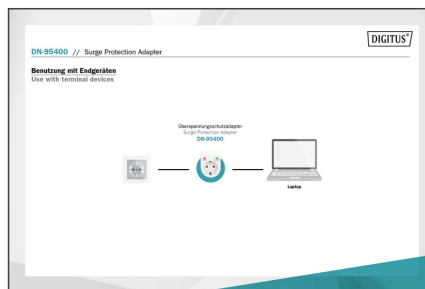 DIGITUS®
DN-95400 // Surge Protection Adapter
Benutzung mit Endgeräten
Use with terminal devices
Überspannungsschutzadapter
Surge Protection Adapter
DN-95400
Laptop